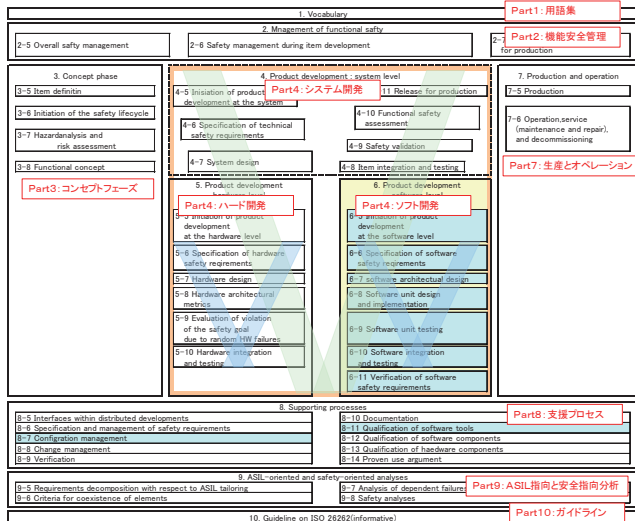 1. Vocabulary
Part1：用語集
2. Mnagement of functional safty
2-5 Overall safty management
2-6 Safety management during item development
2-7
for production
Part2：機能安全管理
3. Concept phase
3-5 Item definitin
3-6 Initiation of the safety lifecycle
3-7 Hazardanalysis and
risk assessment
3-8 Functional concept
Part3：コンセプトフェーズ
4. Product development : system level
4-5 Inisiation of product
development at the system
Part4：システム開発
11 Release for production
4-6 Specification of technical
safety requirements
4-10 Functional safety
assessment
4-9 Safety validation
4-7 System design
4-8 Item integration and testing
7. Production and operation
7-5 Production
7-6 Operation,service
(maintenance and repair),
and decommissioning
Part7：生産とオペレーション
5. Product development
Part4：ハード開発
5-5 Initiation of product
development
at the hardware level
5-6 Specification of hardware
safety reqirements
5-7 Hardware design
5-8 Hardware architectural
metrics
5-9 Evaluation of violation
of the safety goal
due to random HW failures
5-10 Hardware integration
and testing
6. Product development
Part4：ソフト開発
6-5 Initiation of product
development
at the software level
6-6 Specification of software
safety reqirements
6-7 software architectual design
6-8 Software unit design
and implementation
6-9 Software unit testing
6-10 Software integration
and testing
6-11 Verification of software
safety requirements
8. Supporting processes
8-5 Interfaces within distributed developments
8-6 Specification and management of safety requirements
8-7 Configration management
8-8 Change management
8-9 Verification
8-10 Documentation
8-11 Qualification of software tools
8-12 Qualification of software components
8-13 Qualification of haedware components
8-14 Proven use argument
Part8：支援プロセス
9. ASIL-oriented and safety-oriented analyses
9-5 Requirements decomposition with respect to ASIL tailoring
9-6 Criteria for coexistence of elements
9-7 Analysis of dependent failures
9-8 Safety analyses
Part9：ASIL指向と安全指向分析
10. Guideline on ISO 26262(informative)
Part10：ガイドライン